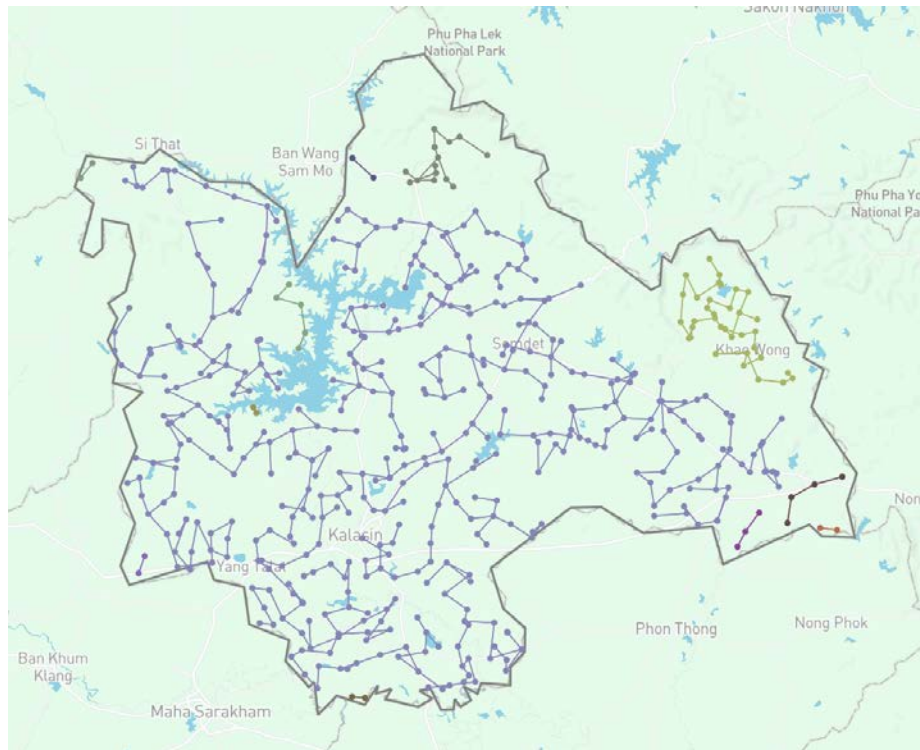 Sakon Nakhon
Phu Pha Lek
National Park
Si That
Ban Wang
Sam Mo
Phu Pha Yo
National Pa
Somdet
Khao Wong
Non
Kalasin
Yang Talat
Phon Thong
Nong Phok
Ban Khum
Klang
Maha Sarakham